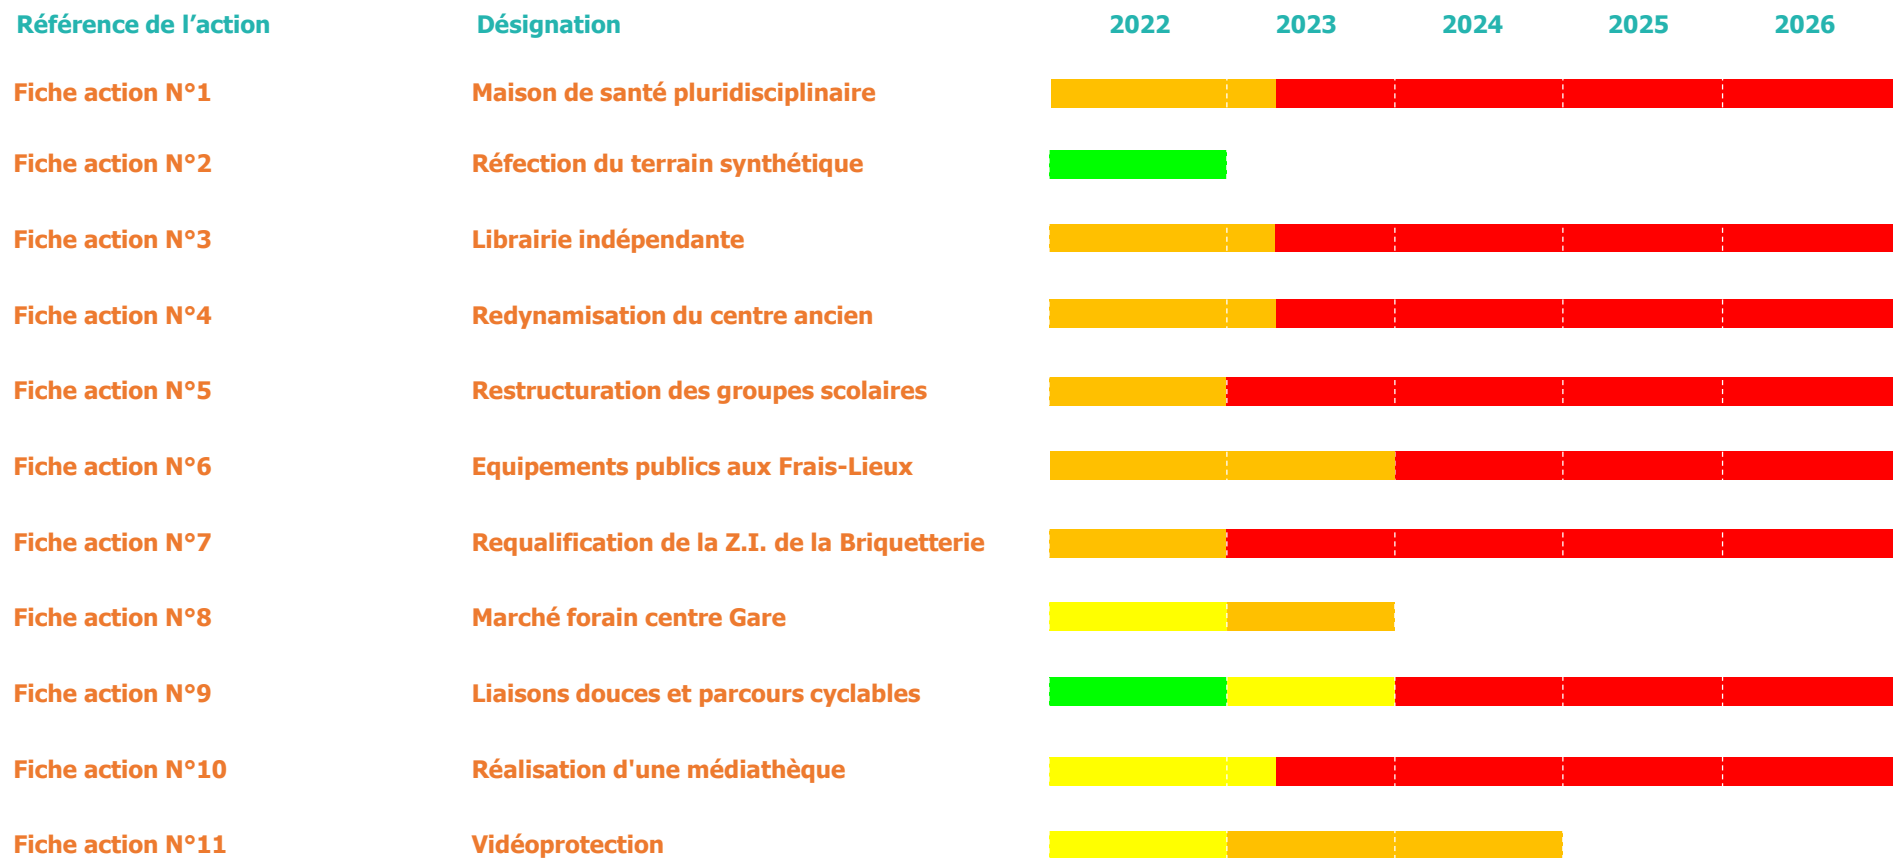 Référence de l’action Désignation 2022 2023 2024 2025 2026
Fiche action N°1 Maison de santé pluridisciplinaire
Fiche action N°2 Réfection du terrain synthétique
Fiche action N°3 Librairie indépendante
Fiche action N°4 Redynamisation du centre ancien
Fiche action N°5 Restructuration des groupes scolaires
Fiche action N°6 Equipements publics aux Frais-Lieux
Fiche action N°7 Requalification de la Z.I. de la Briquetterie
Fiche action N°8 Marché forain centre Gare
Fiche action N°9 Liaisons douces et parcours cyclables
Fiche action N°10 Réalisation d'une médiathèque
Fiche action N°11 Vidéoprotection